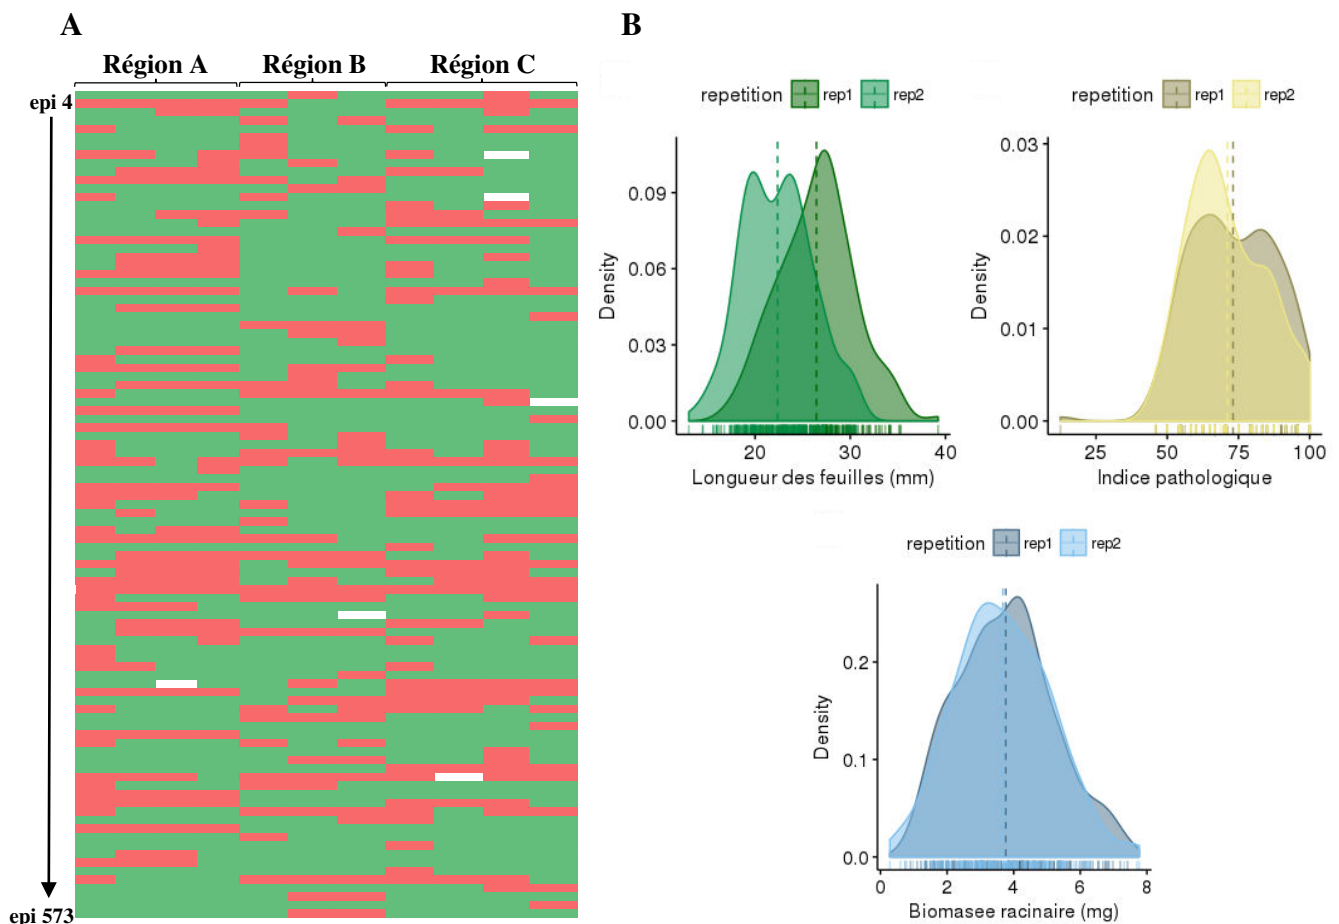 A
B
Région A
Région B
Région C
epi 4
epi 573
repetition rep1 rep2
Density
0.09
0.06
0.03
0.00
20 30 40
Longueur des feuilles (mm)
repetition rep1 rep2
Density
0.03
0.02
0.01
0.00
25 50 75 100
Indice pathologique
repetition rep1 rep2
Density
0.2
0.1
0.0
0 2 4 6 8
Biomasee racinaire (mg)